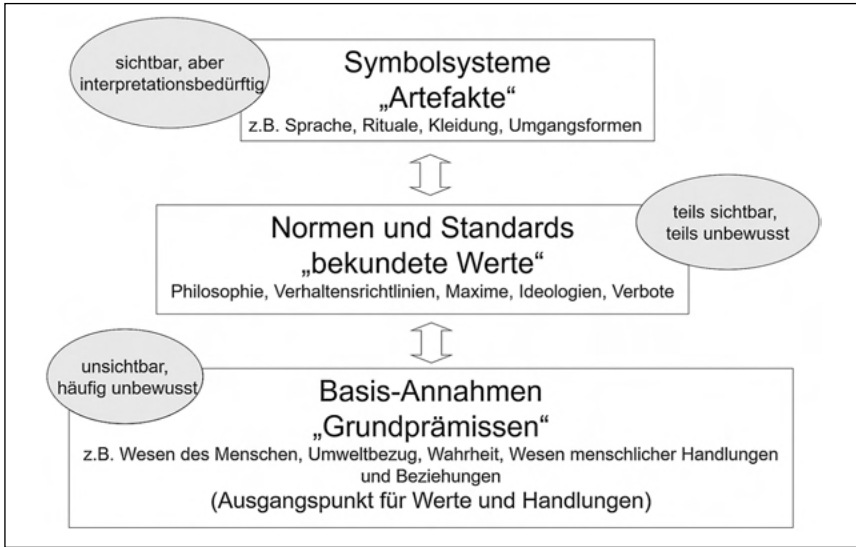 sichtbar, aber
interpretationsbedürftig
Symbolsysteme
„Artefakte“
z.B. Sprache, Rituale, Kleidung, Umgangsformen
teils sichtbar,
teils unbewusst
Normen und Standards
„bekundete Werte“
Philosophie, Verhaltensrichtlinien, Maxime, Ideologien, Verbote
unsichtbar,
häufig unbewusst
Basis-Annahmen
„Grundprämissen“
z.B. Wesen des Menschen, Umweltbezug, Wahrheit, Wesen menschlicher Handlungen
und Beziehungen
(Ausgangspunkt für Werte und Handlungen)